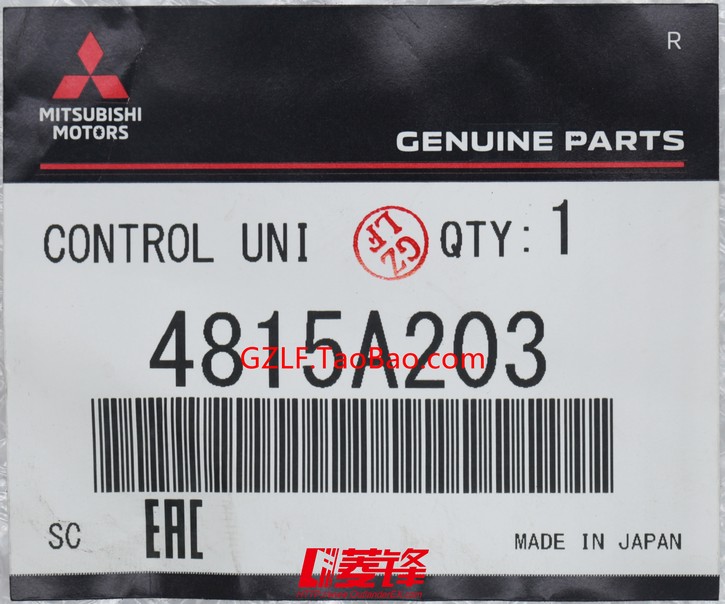 R
MITSUBISHI
MOTORS
GENUINE PARTS
CONTROL UNI
GZ
LF
QTY: 1
4815A203
GZLF.TaoBao.com
SC
EAC
MADE IN JAPAN
菱锋